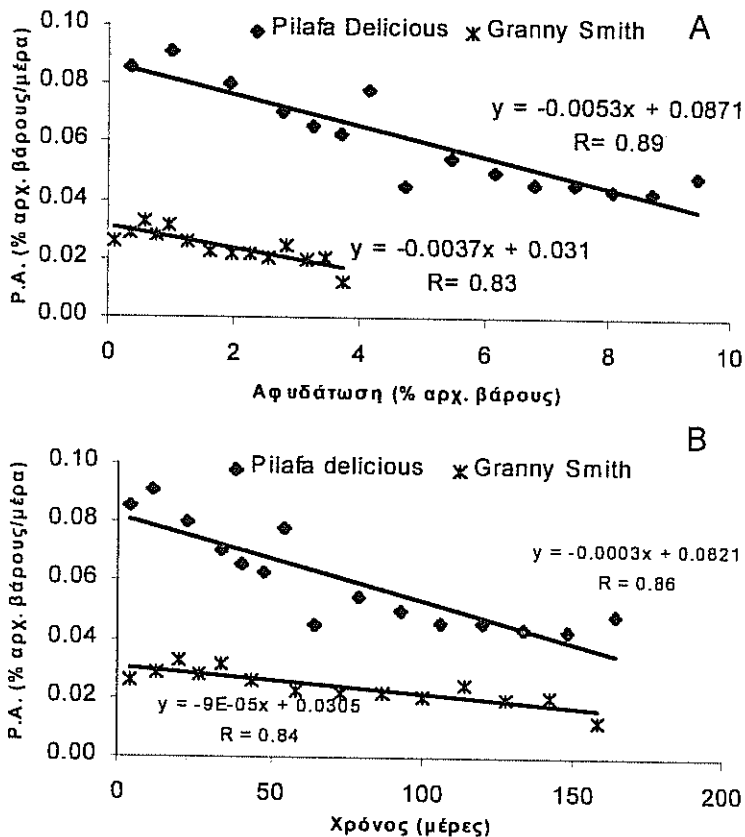 Pilafa Delicious Granny Smith A
P.A. (% αρχ. βάρους/μέρα)
0.10
0.08
0.06
0.04
0.02
0.00
y = -0.0053x + 0.0871
R= 0.89
y = -0.0037x + 0.031
R= 0.83
0 2 4 6 8 10
Αφυδάτωση (% αρχ. βάρους)
B
Pilafa delicious Granny Smith
P.A. (% αρχ. βάρους/μέρα)
0.10
0.08
0.06
0.04
0.02
0.00
y = -0.0003x + 0.0821
R = 0.86
y = -9E-05x + 0.0305
R = 0.84
0 50 100 150 200
Χρόνος (μέρες)